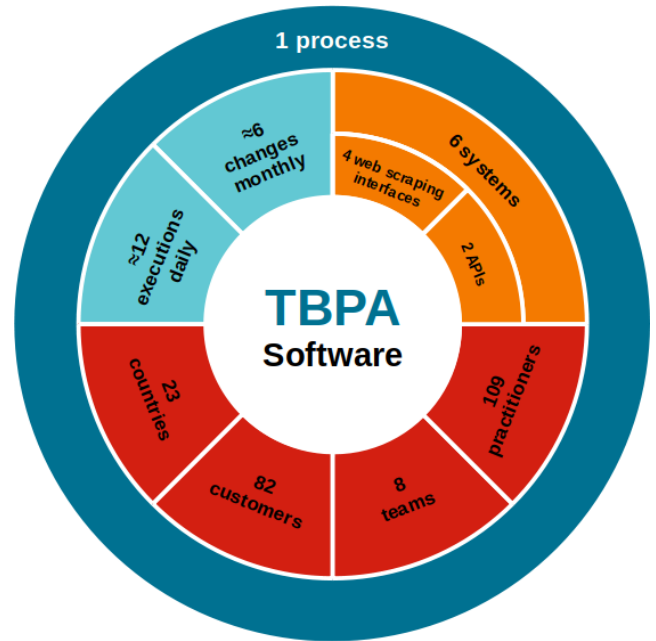 1 process
≈6
changes
monthly
6 systems
4 web scraping
interfaces
2 APIs
≈12
executions
daily
TBPA
Software
109
practitioners
23
countries
82
customers
8
teams